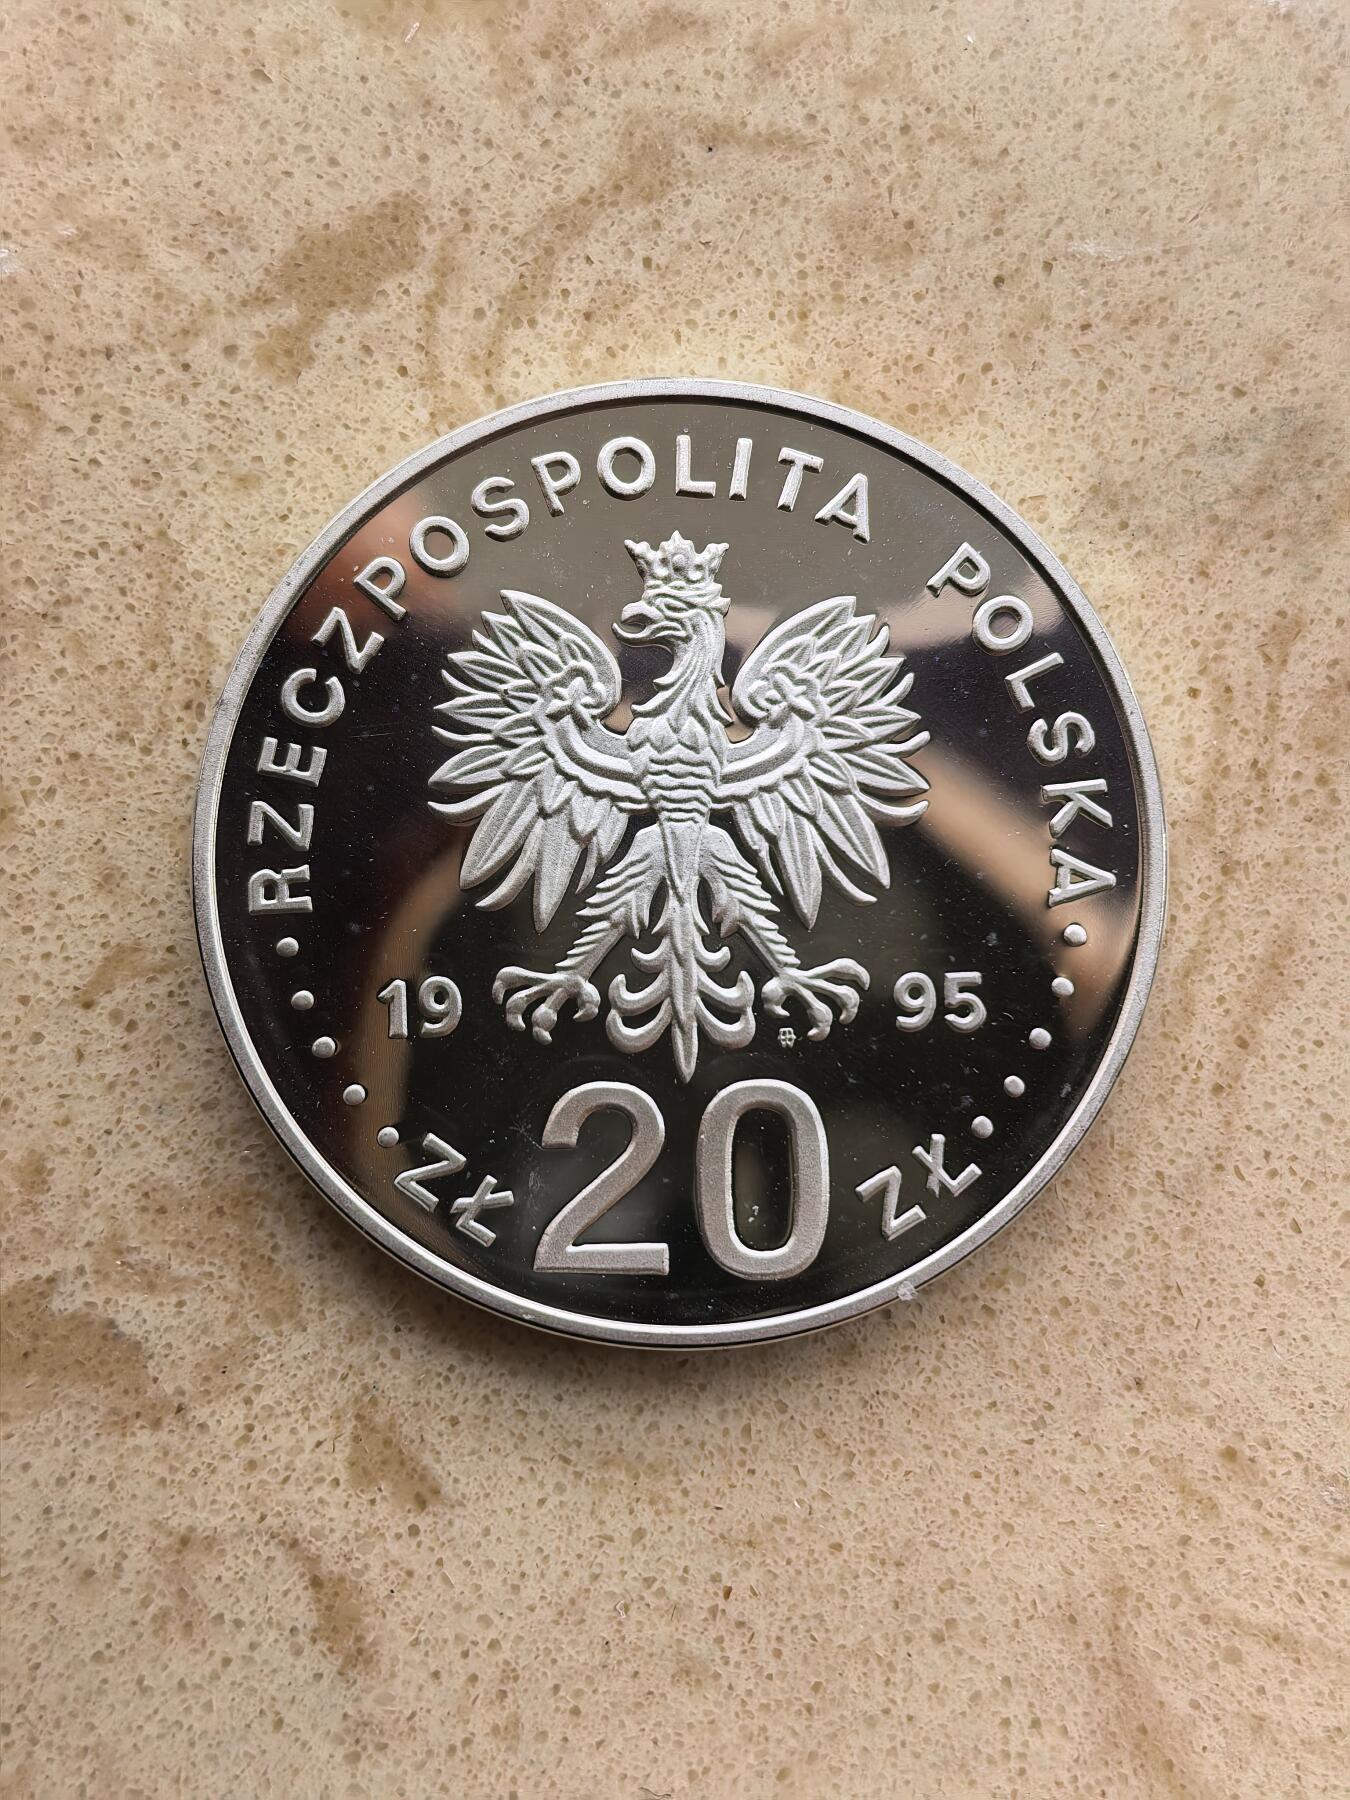 RZECZPOSPOLITA POLSKA
19 95
ZŁ 20 ZŁ